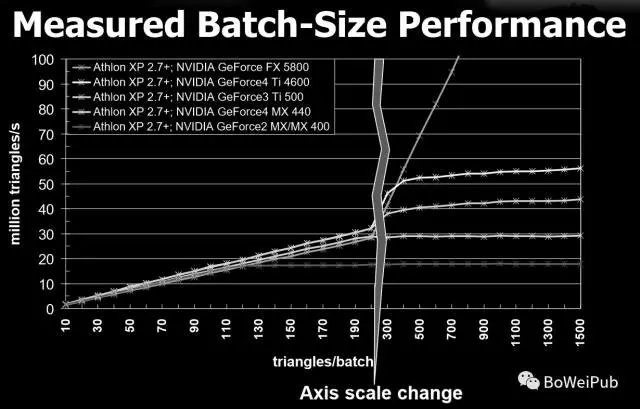 Measured Batch-Size Performance
100
90
80
70
60
50
40
30
20
10
0
million triangles/s
Athlon XP 2.7+; NVIDIA GeForce FX 5800
Athlon XP 2.7+; NVIDIA GeForce4 Ti 4600
Athlon XP 2.7+; NVIDIA GeForce3 Ti 500
Athlon XP 2.7+; NVIDIA GeForce4 MX 440
Athlon XP 2.7+; NVIDIA GeForce2 MX/MX 400
10 30 50 70 90 110 130 150 170 190 300 500 700 900 1100 1300 1500
triangles/batch
Axis scale change
BoWeiPub